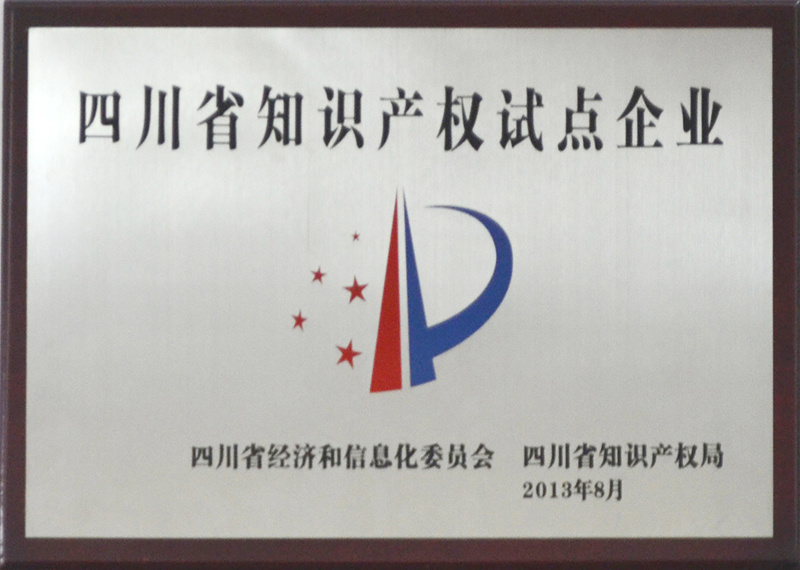 四川省知识产权试点企业
四川省经济和信息化委员会 四川省知识产权局
2013年8月